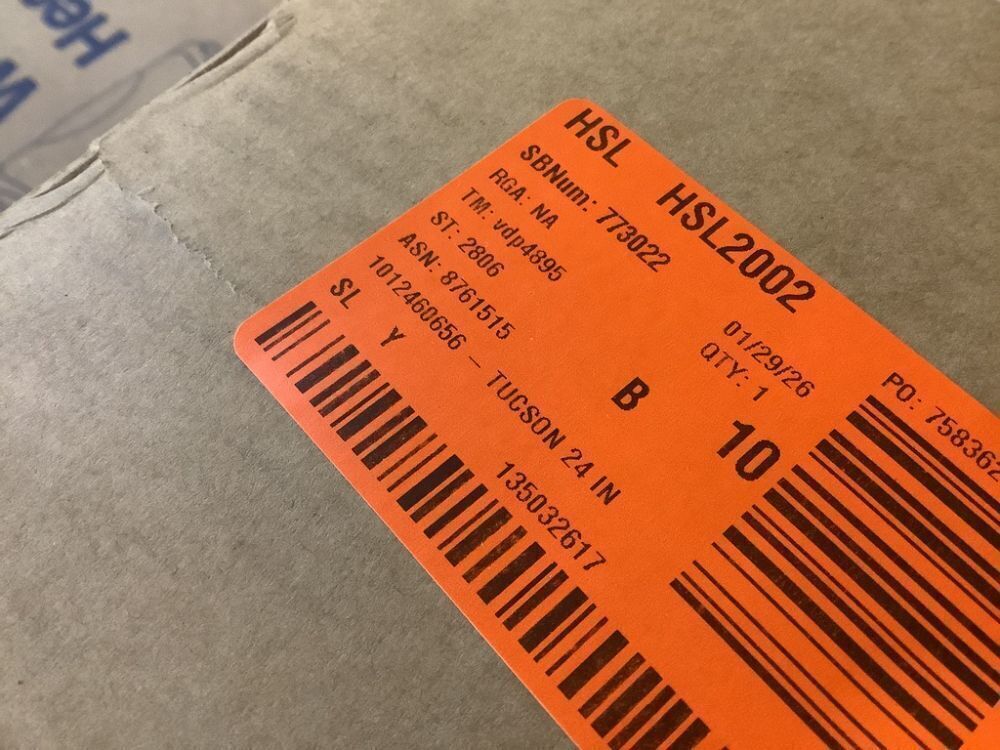 HSL HSL2002
SBNum: 773022
RGA: NA
TM: vdp4895
ST: 2806
ASN: 8761515
1012460656 – TUCSON 24 IN
SL Y
135032617
01/29/26
QTY: 1
B
10
PO: 758362